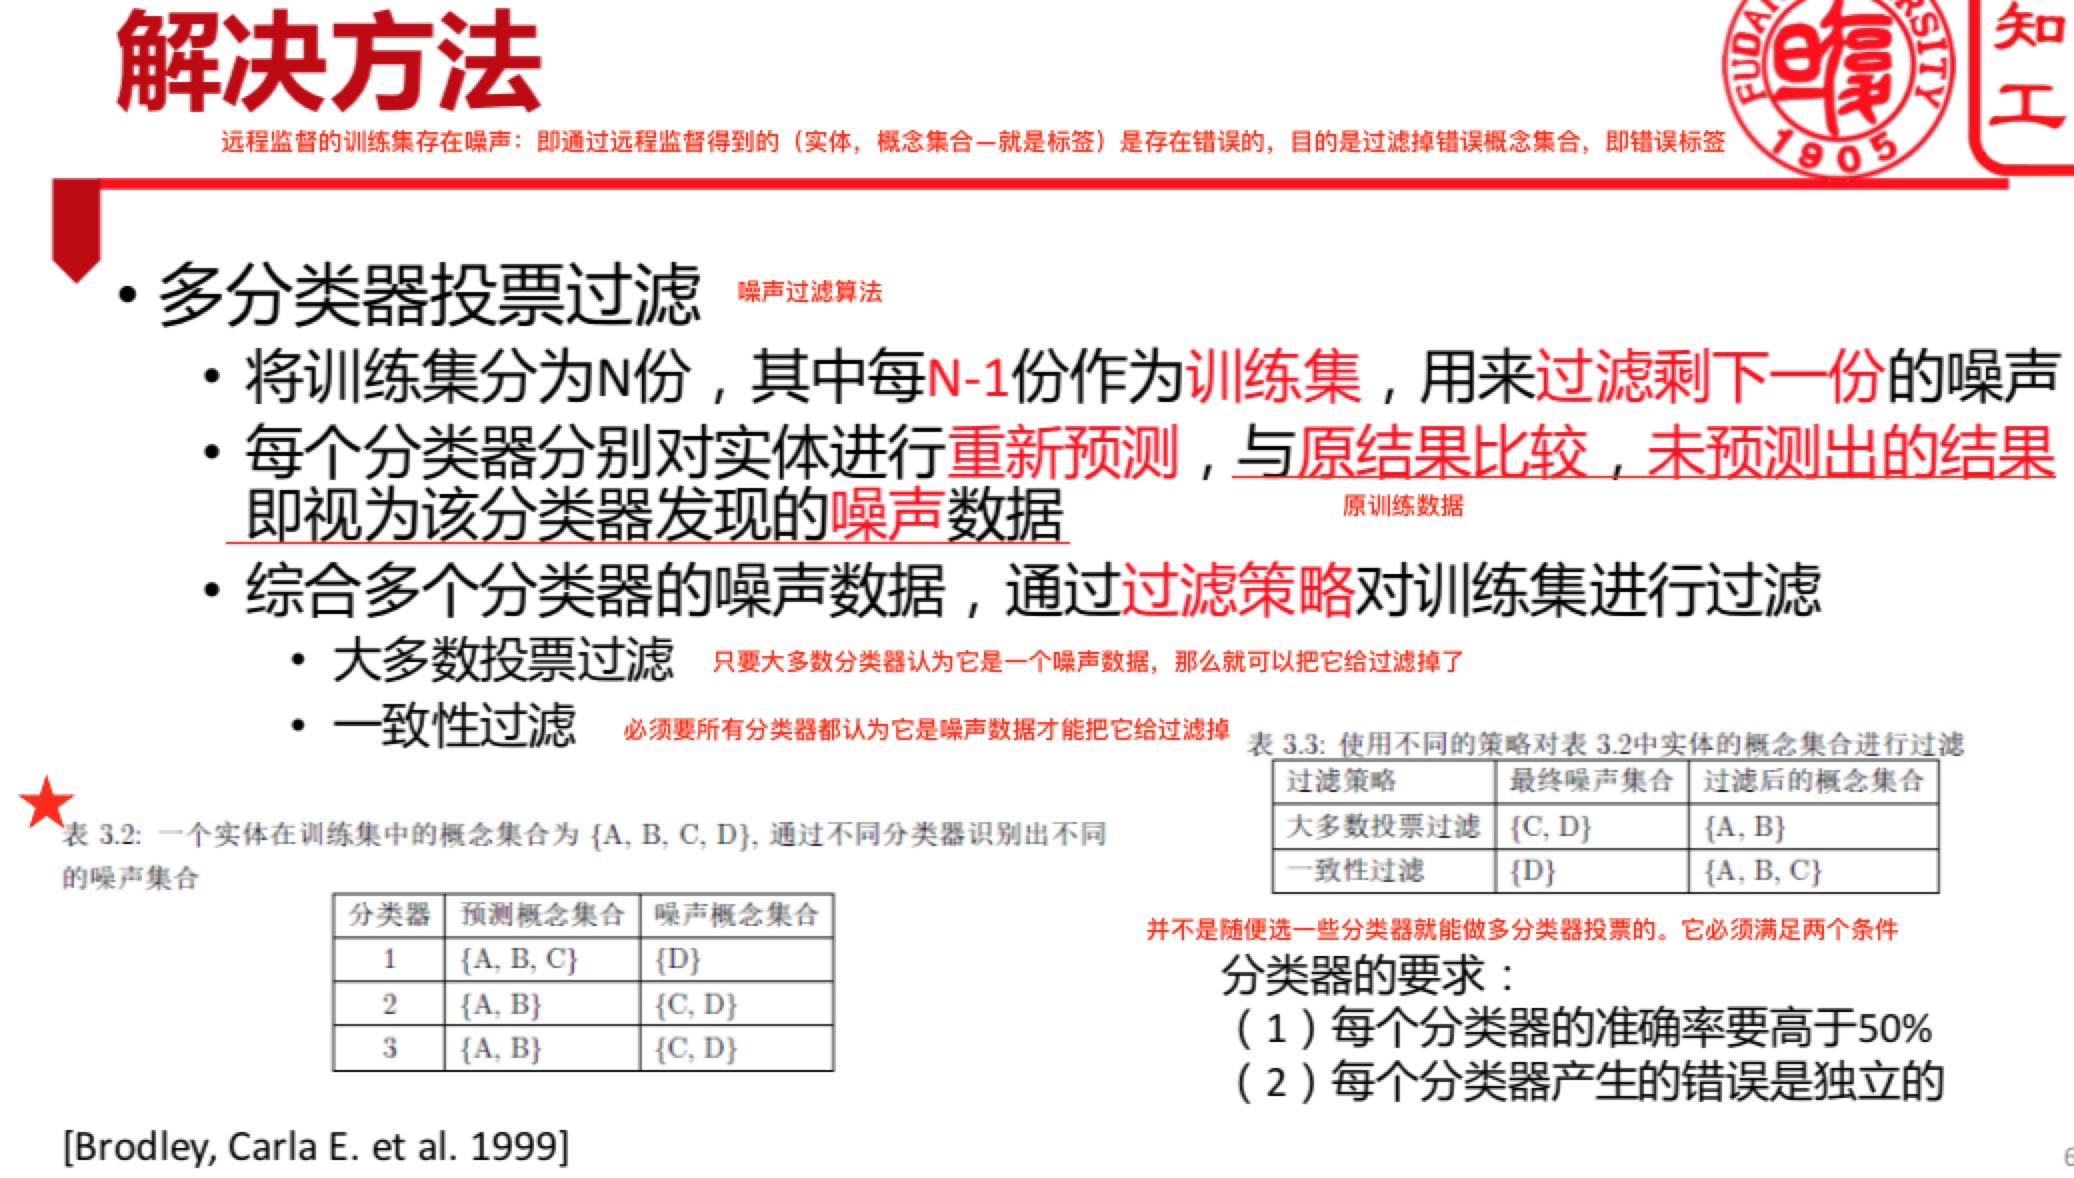 解决方法
FUDAN UNIVERSITY
1905
知
工
远程监督的训练集存在噪声：即通过远程监督得到的（实体，概念集合—就是标签）是存在错误的，目的是过滤掉错误概念集合，即错误标签
• 多分类器投票过滤 噪声过滤算法
• 将训练集分为N份，其中每N-1份作为训练集，用来过滤剩下一份的噪声
• 每个分类器分别对实体进行重新预测，与原结果比较，未预测出的结果
即视为该分类器发现的噪声数据
原训练数据
• 综合多个分类器的噪声数据，通过过滤策略对训练集进行过滤
• 大多数投票过滤 只要大多数分类器认为它是一个噪声数据，那么就可以把它给过滤掉了
• 一致性过滤 必须要所有分类器都认为它是噪声数据才能把它给过滤掉
表 3.3: 使用不同的策略对表 3.2中实体的概念集合进行过滤
过滤策略 最终噪声集合 过滤后的概念集合
大多数投票过滤 {C, D} {A, B}
一致性过滤 {D} {A, B, C}
表 3.2: 一个实体在训练集中的概念集合为 {A, B, C, D}, 通过不同分类器识别出不同
的噪声集合
分类器 预测概念集合 噪声概念集合
1 {A, B, C} {D}
2 {A, B} {C, D}
3 {A, B} {C, D}
并不是随便选一些分类器就能做多分类器投票的。它必须满足两个条件
分类器的要求：
（1）每个分类器的准确率要高于50%
（2）每个分类器产生的错误是独立的
[Brodley, Carla E. et al. 1999]